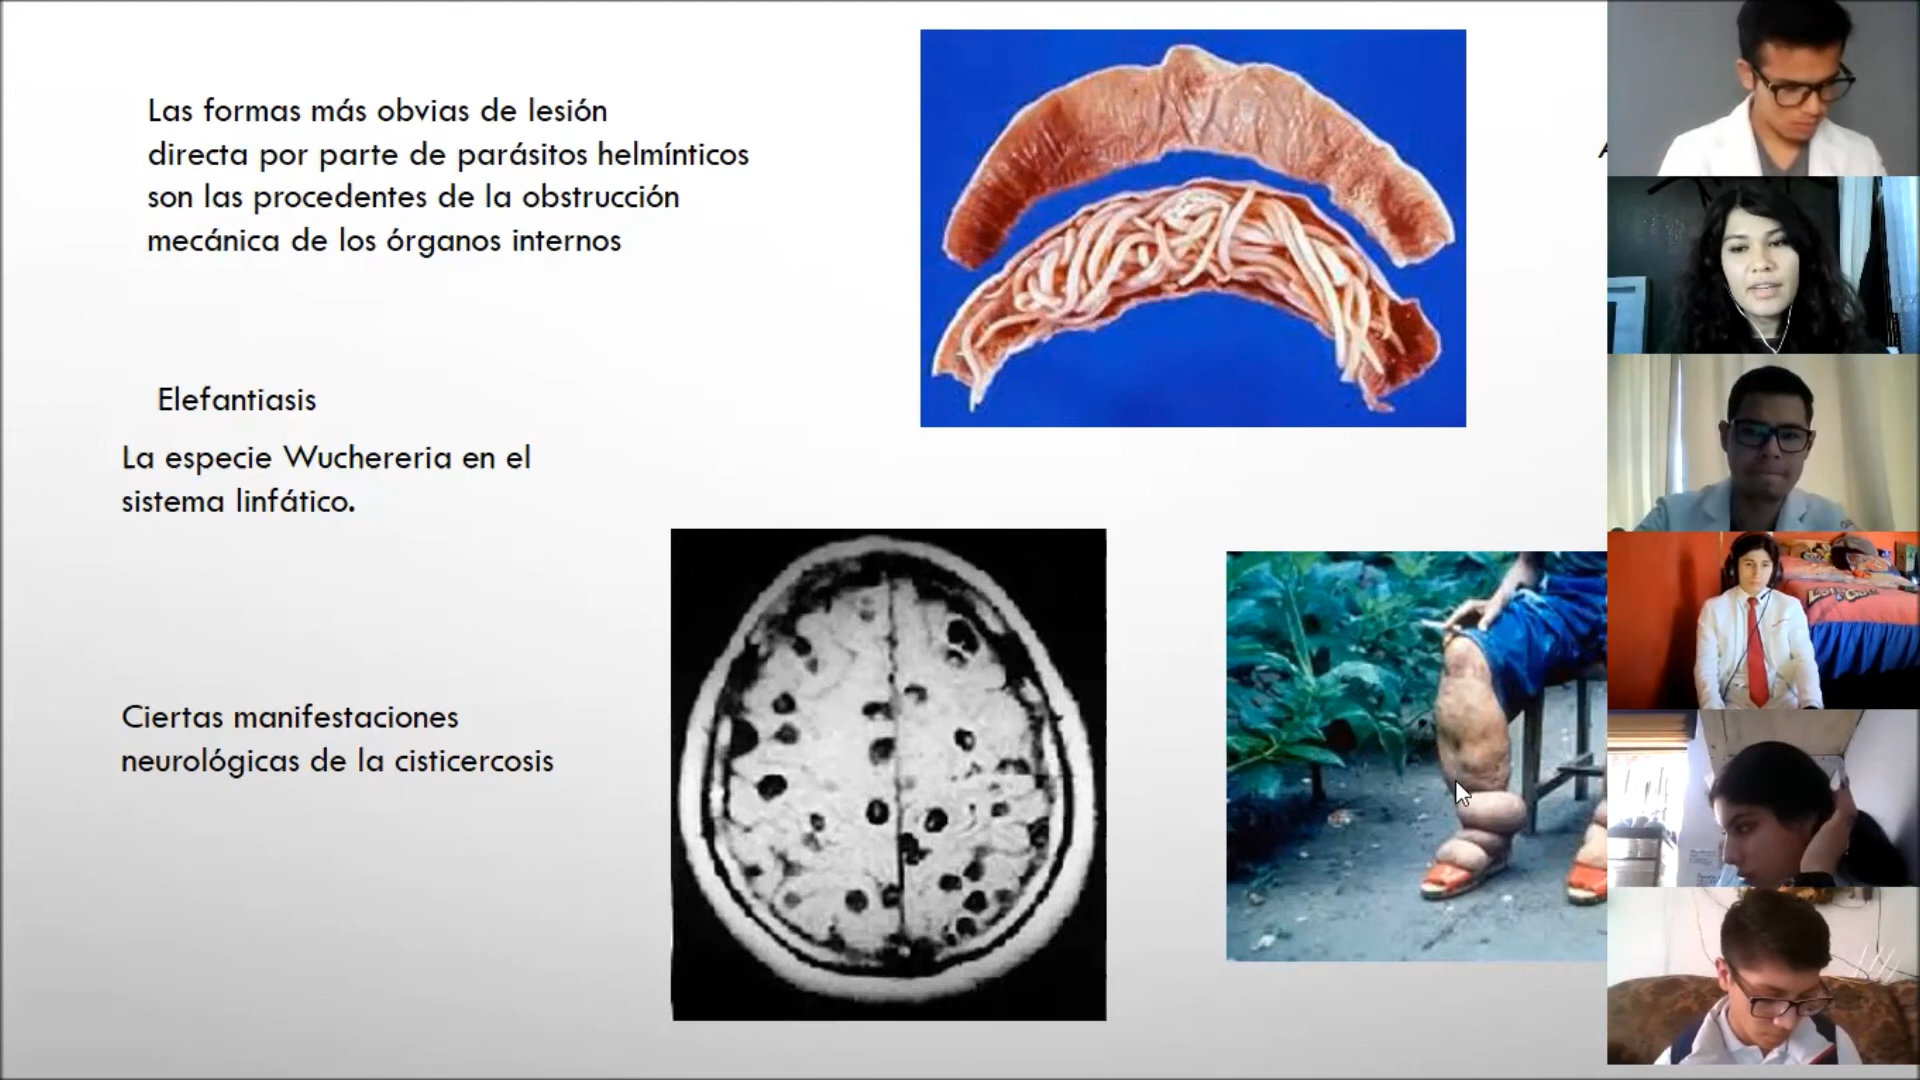 Las formas más obvias de lesión
directa por parte de parásitos helmínticos
son las procedentes de la obstrucción
mecánica de los órganos internos
Elefantiasis
La especie Wuchereria en el
sistema linfático.
Ciertas manifestaciones
neurológicas de la cisticercosis